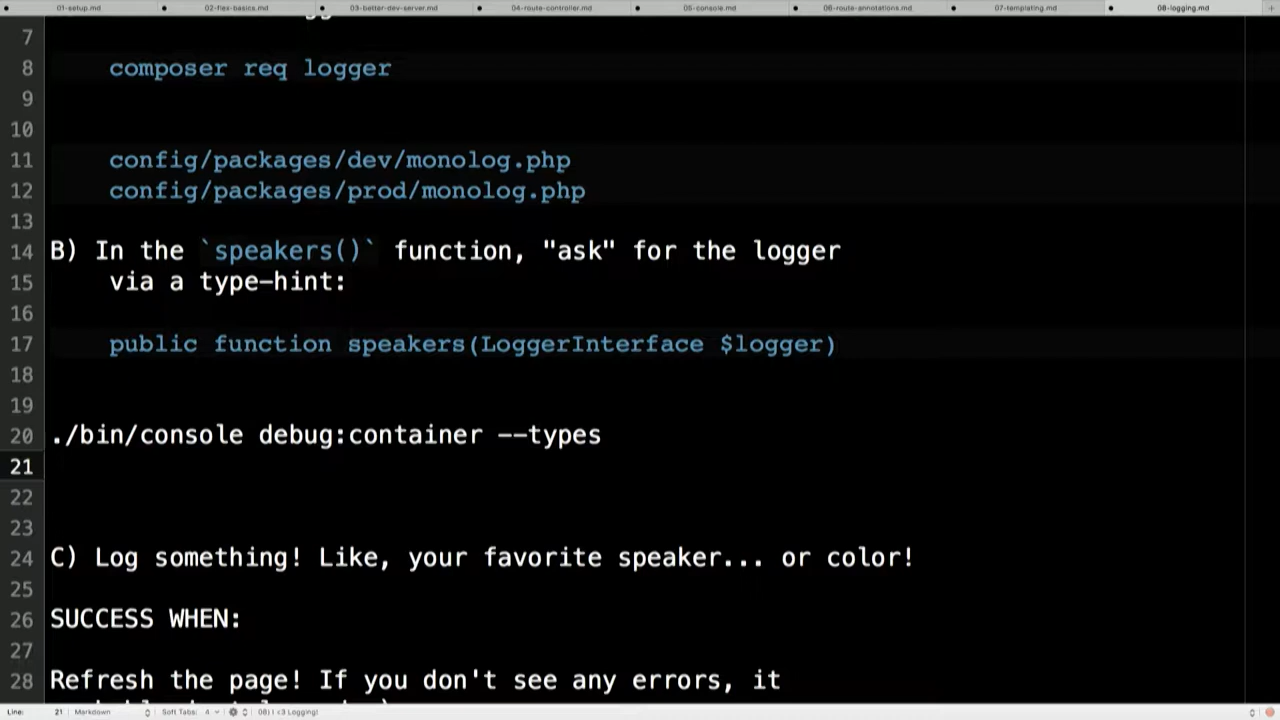 01-setup.md 02-flex-basics.md 03-better-dev-server.md 04-route-controller.md 05-console.md 06-route-annotations.md 07-templating.md 08-logging.md
7
8 composer req logger
9
10
11 config/packages/dev/monolog.php
12 config/packages/prod/monolog.php
13
14 B) In the `speakers()` function, "ask" for the logger
15 via a type-hint:
16
17 public function speakers(LoggerInterface $logger)
18
19
20 ./bin/console debug:container --types
21
22
23
24 C) Log something! Like, your favorite speaker... or color!
25
26 SUCCESS WHEN:
27
28 Refresh the page! If you don't see any errors, it
Line: 21 Markdown Soft Tabs: 4 08) I <3 Logging!